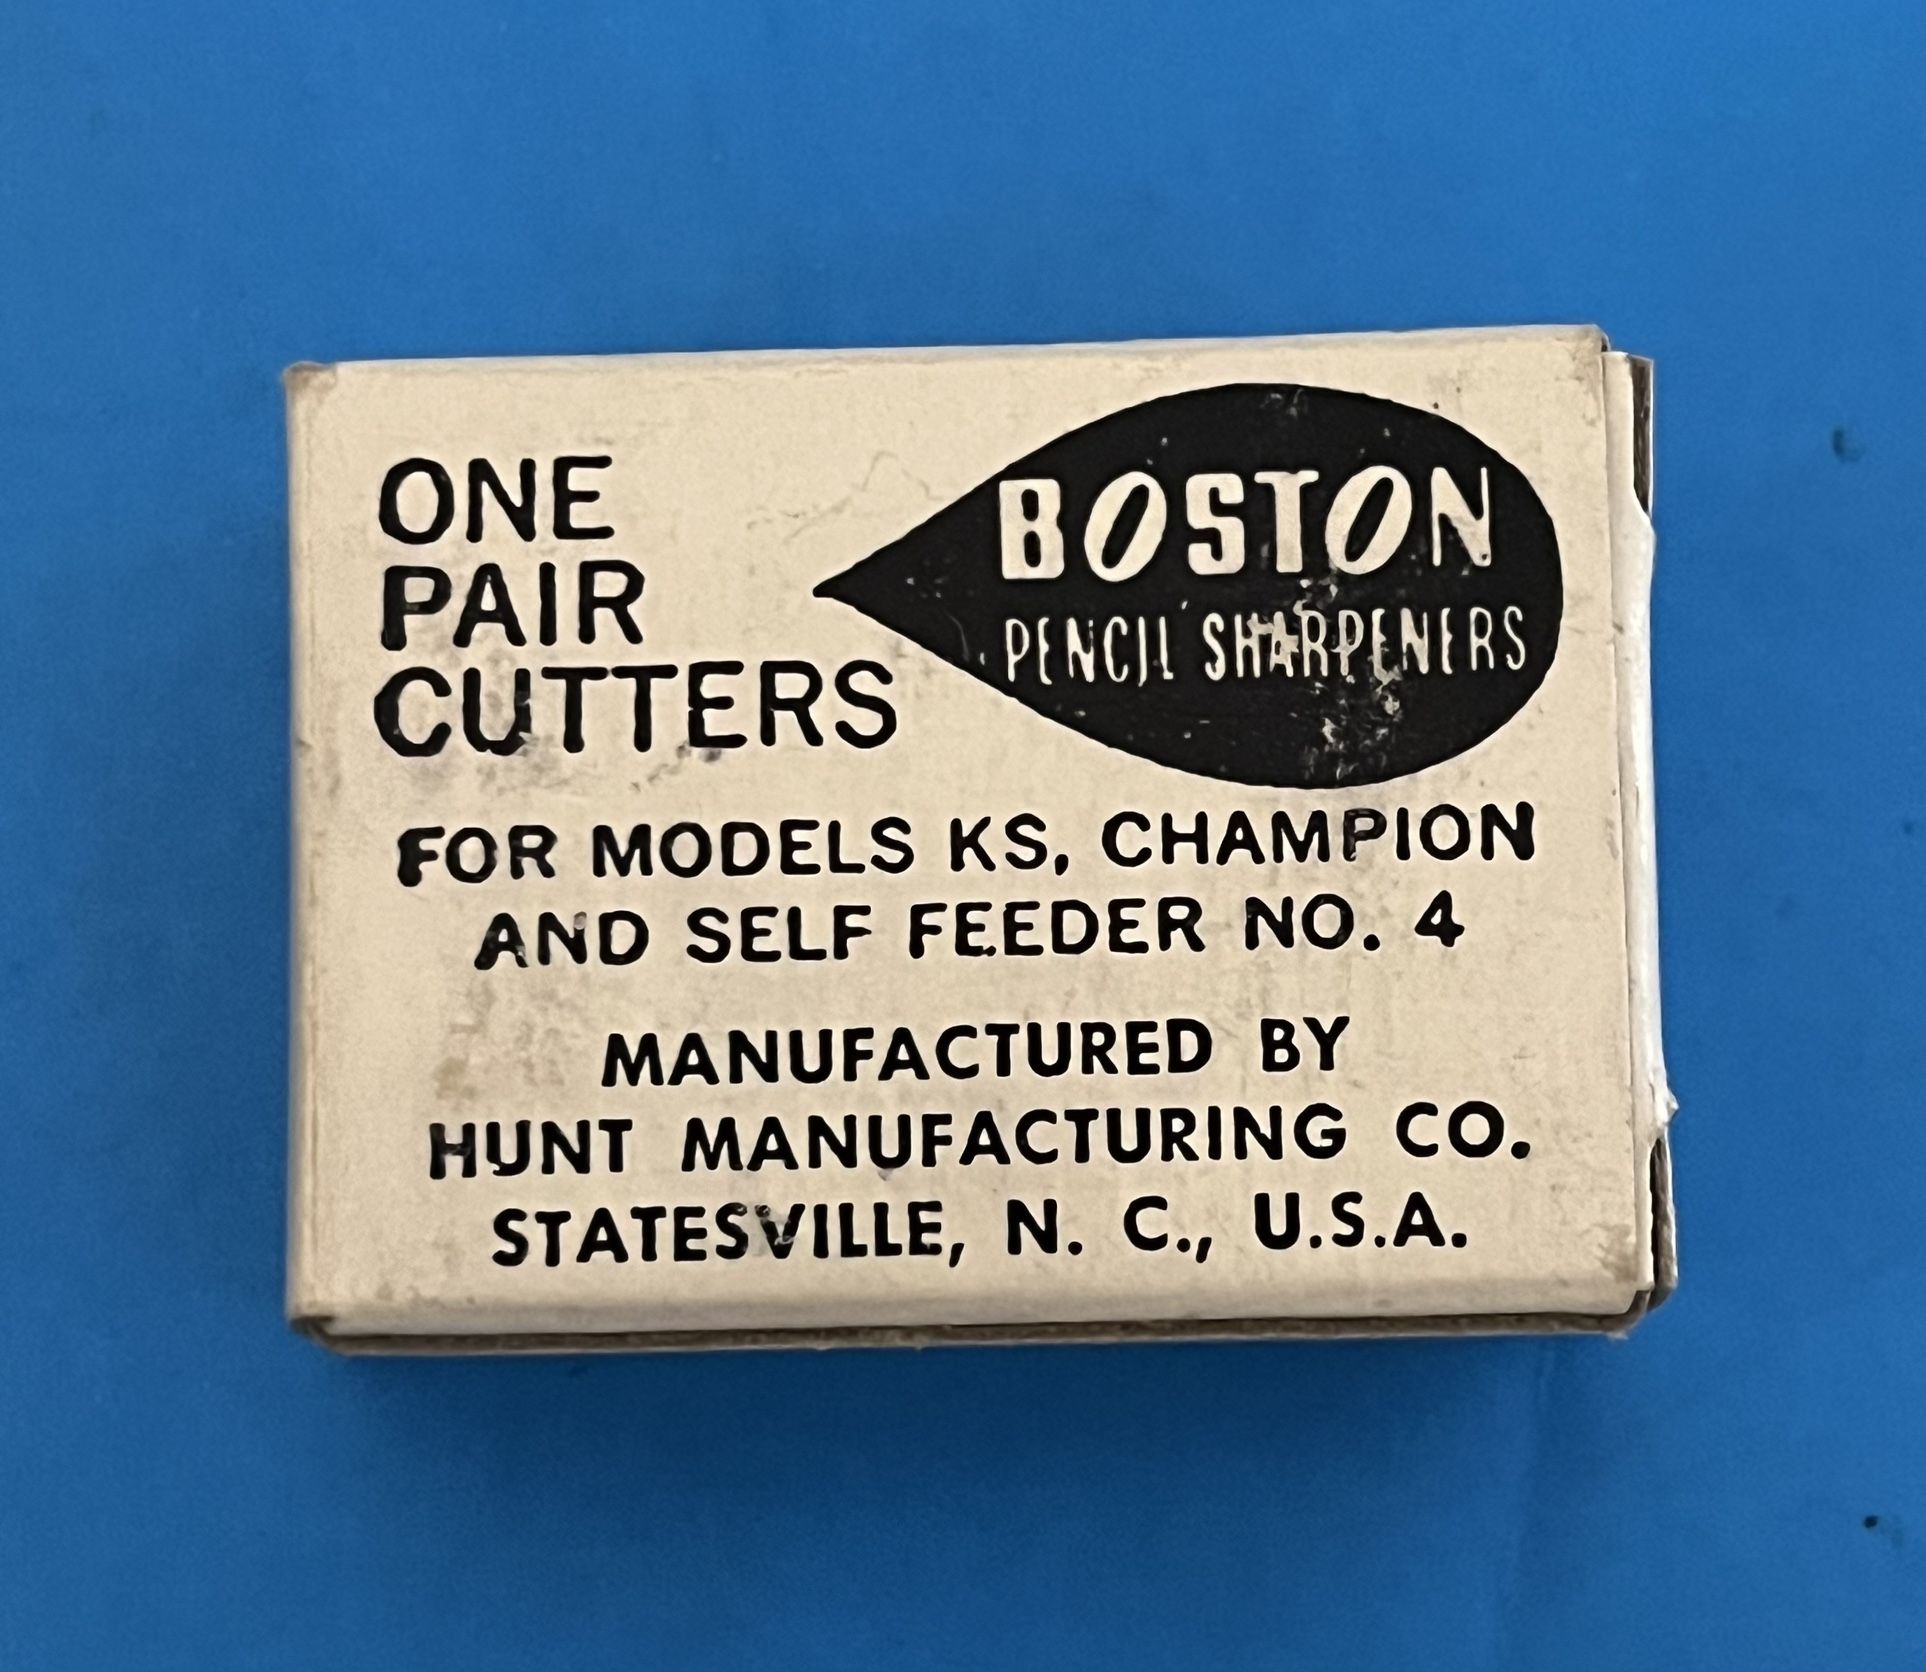 ONE
PAIR
CUTTERS
BOSTON
PENCIL SHARPENERS
FOR MODELS KS, CHAMPION
AND SELF FEEDER NO. 4
MANUFACTURED BY
HUNT MANUFACTURING CO.
STATESVILLE, N. C., U.S.A.